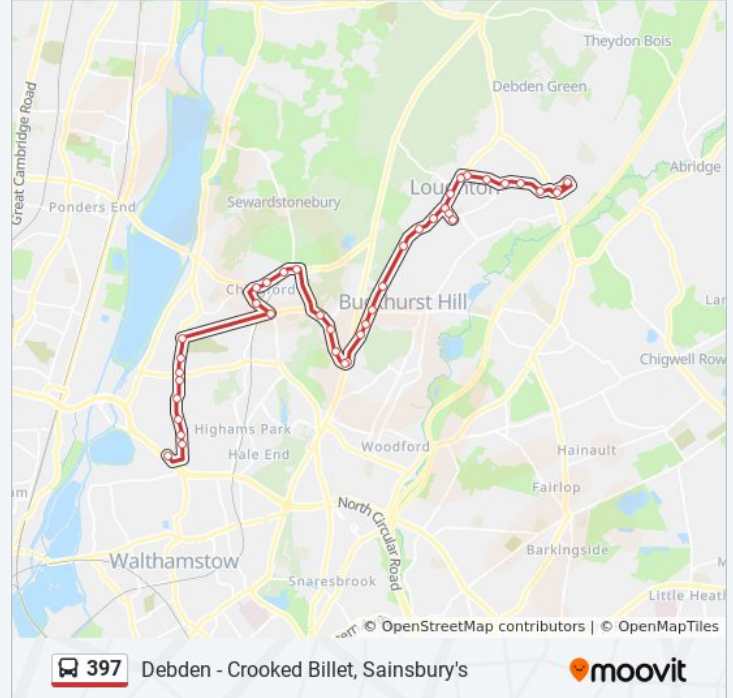 Theydon Bois
Debden Green
Great Cambridge Road
Abridge
Loughton
Ponders End
Sewardstonebury
Chingford
Buckhurst Hill
Chigwell Row
Highams Park
Woodford
Hale End
Hainault
Fairlop
North Circular Road
Barkingside
Walthamstow
Snaresbrook
Little Heath
© OpenStreetMap contributors | © OpenMapTiles
397 Debden - Crooked Billet, Sainsbury's
moovit